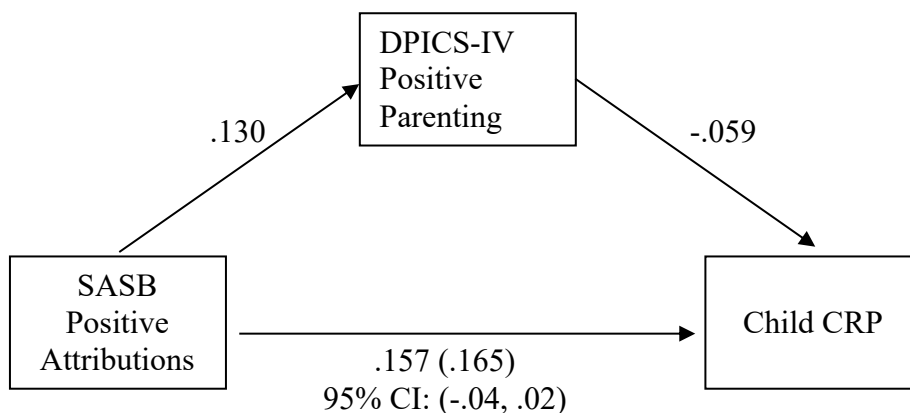 DPICS-IV
Positive
Parenting
.130
-.059
SASB
Positive
Attributions
Child CRP
.157 (.165)
95% CI: (-.04, .02)